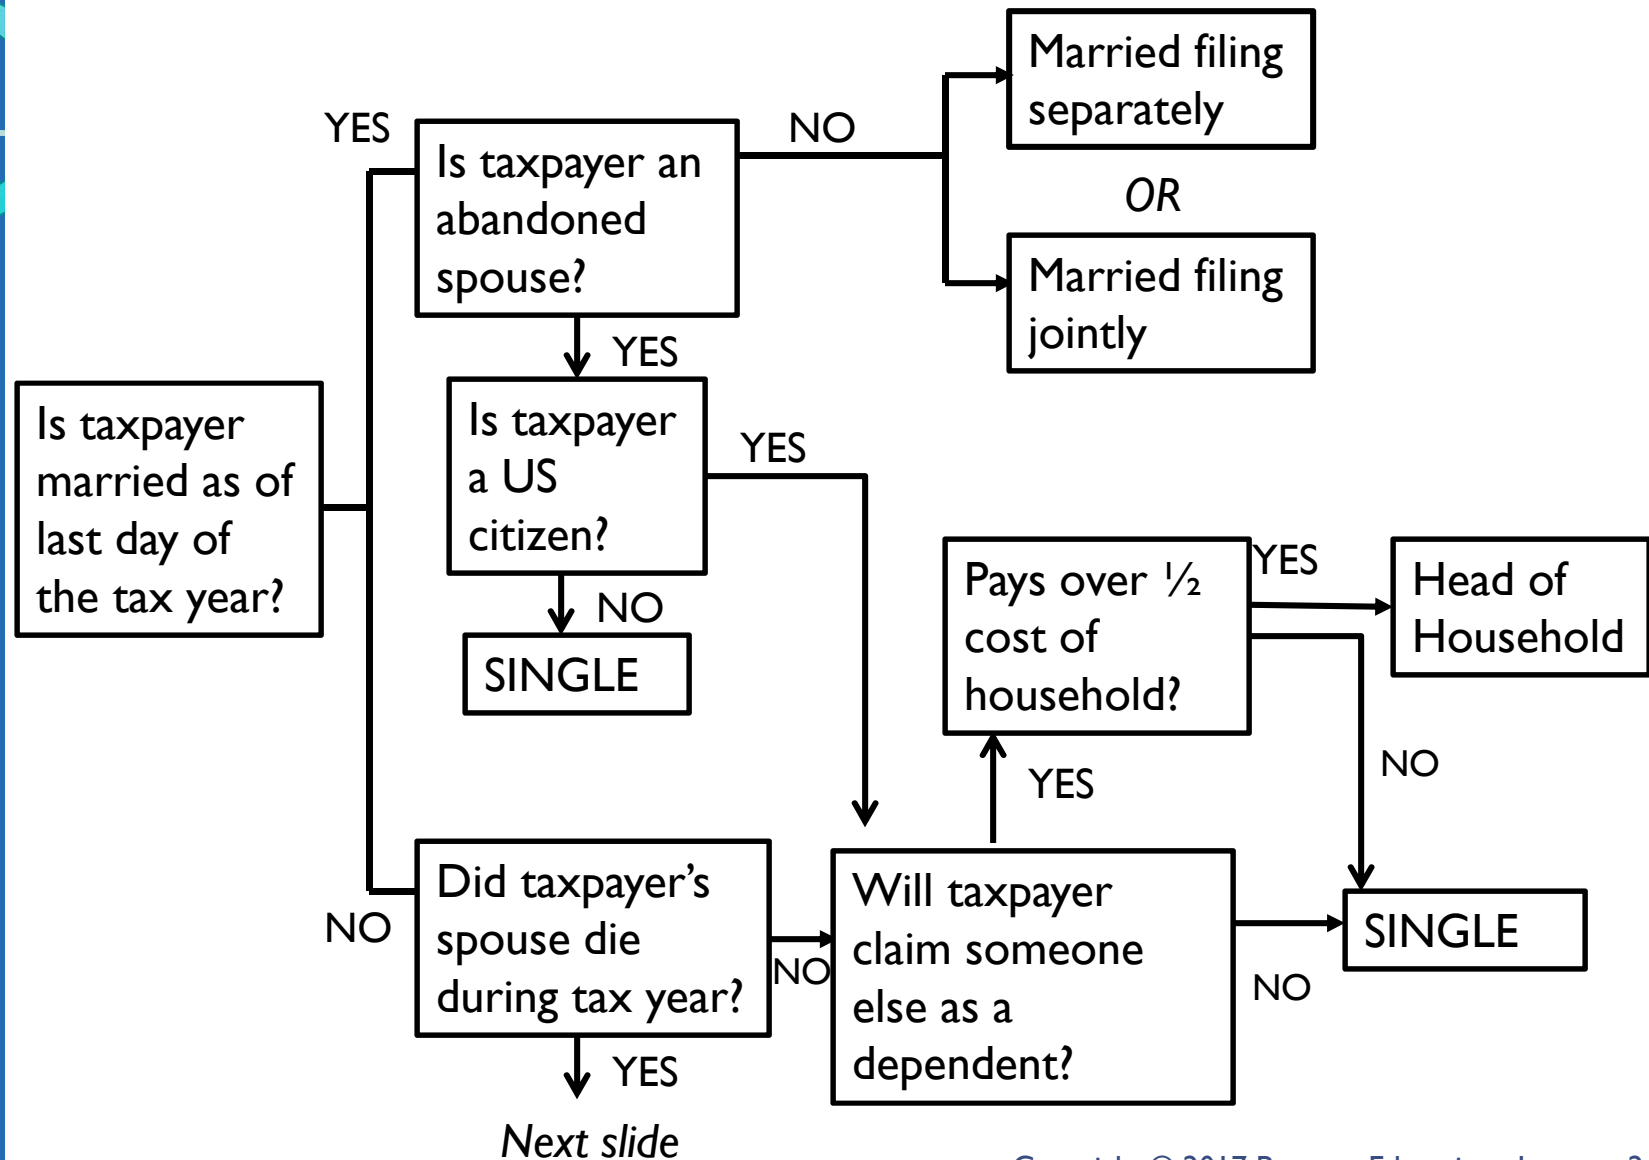 Married filing
separately
YES
NO
Is taxpayer an
abandoned
spouse?
OR
Married filing
jointly
YES
Is taxpayer
married as of
last day of
the tax year?
Is taxpayer
a US
citizen?
YES
NO
SINGLE
Pays over ½
cost of
household?
YES
Head of
Household
NO
YES
NO
Did taxpayer’s
spouse die
during tax year?
NO
Will taxpayer
claim someone
else as a
dependent?
NO
SINGLE
YES
Next slide